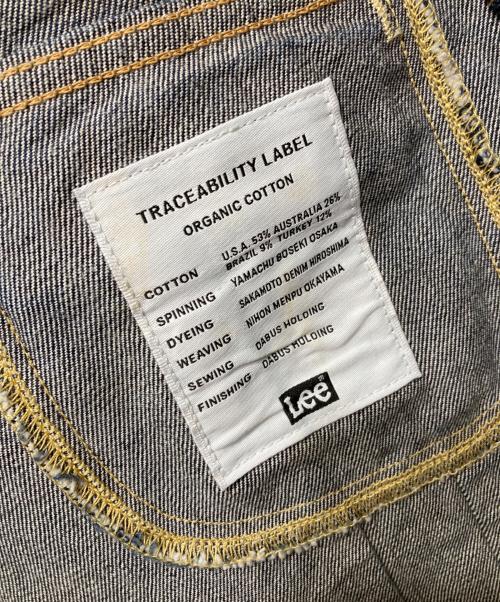 TRACEABILITY LABEL
ORGANIC COTTON
COTTON U.S.A. 53% AUSTRALIA 26%
BRAZIL 9% TURKEY 12%
SPINNING YAMACHU BOSEKI OSAKA
DYEING SAKAMOTO DENIM HIROSHIMA
WEAVING NIHON MENPU OKAYAMA
SEWING DABUS HOLDING
FINISHING DABUS HOLDING
Lee®